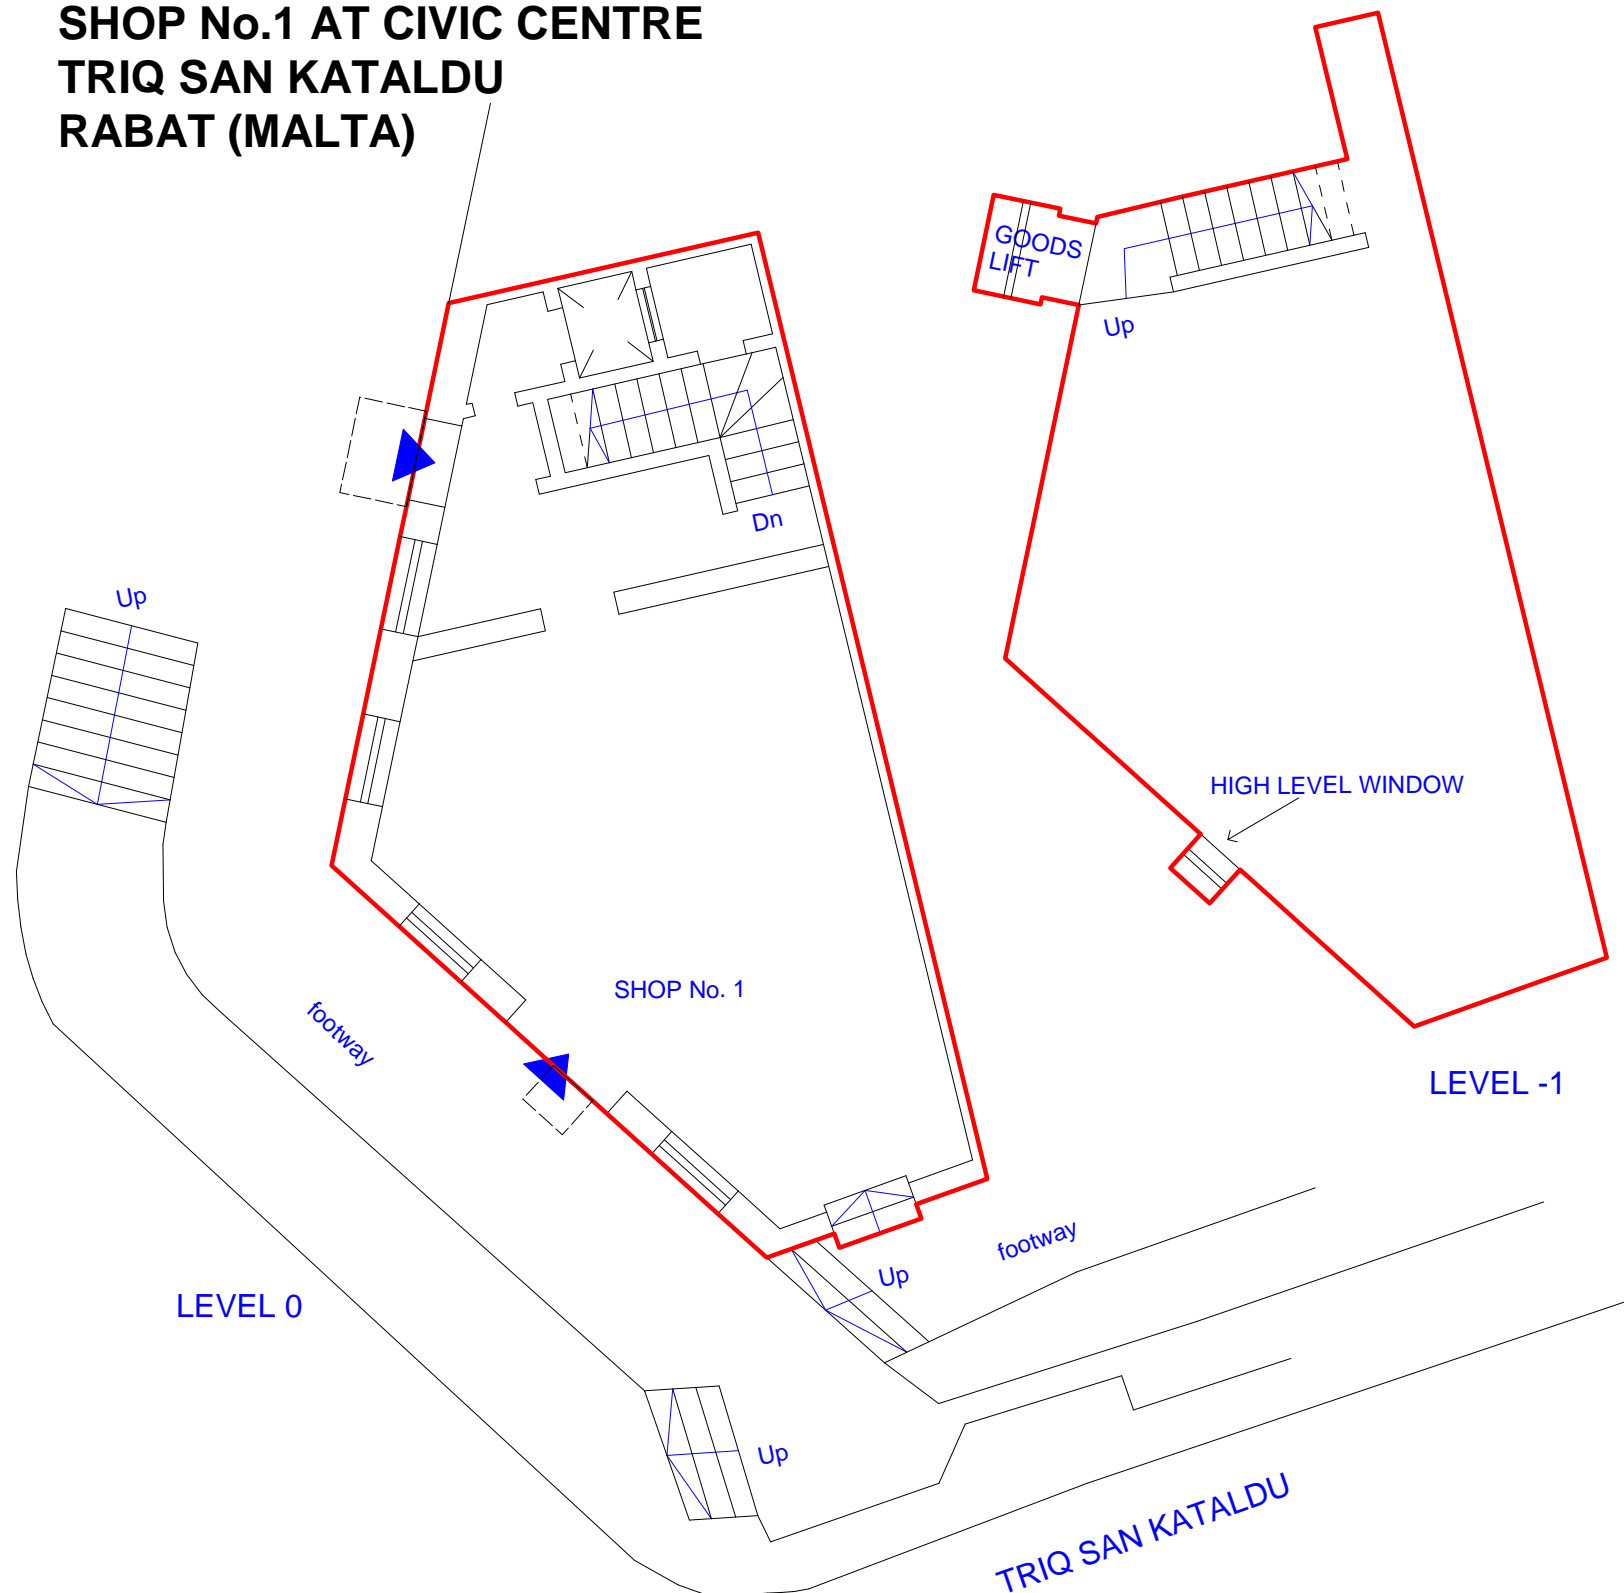 SHOP No.1 AT CIVIC CENTRE
TRIQ SAN KATALDU
RABAT (MALTA)
GOODS
LIFT
Up
Dn
Up
HIGH LEVEL WINDOW
SHOP No. 1
footway
LEVEL -1
footway
Up
LEVEL 0
Up
TRIQ SAN KATALDU